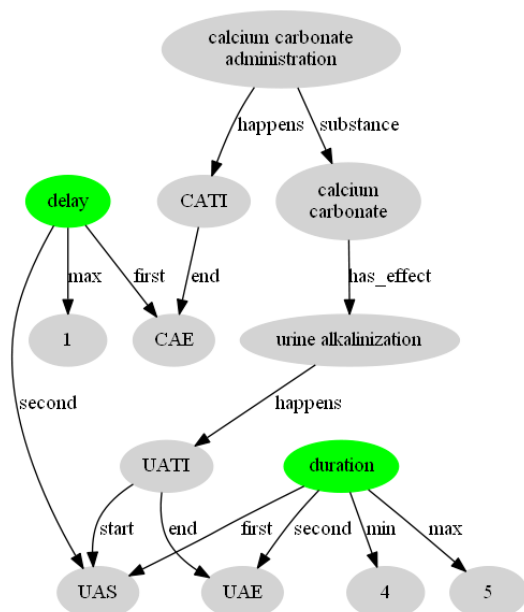 calcium carbonate
administration
happens
substance
delay
CATI
calcium
carbonate
max
first
end
has_effect
1
CAE
urine alkalinization
second
happens
UATI
duration
start
end
first
second
min
max
UAS
UAE
4
5